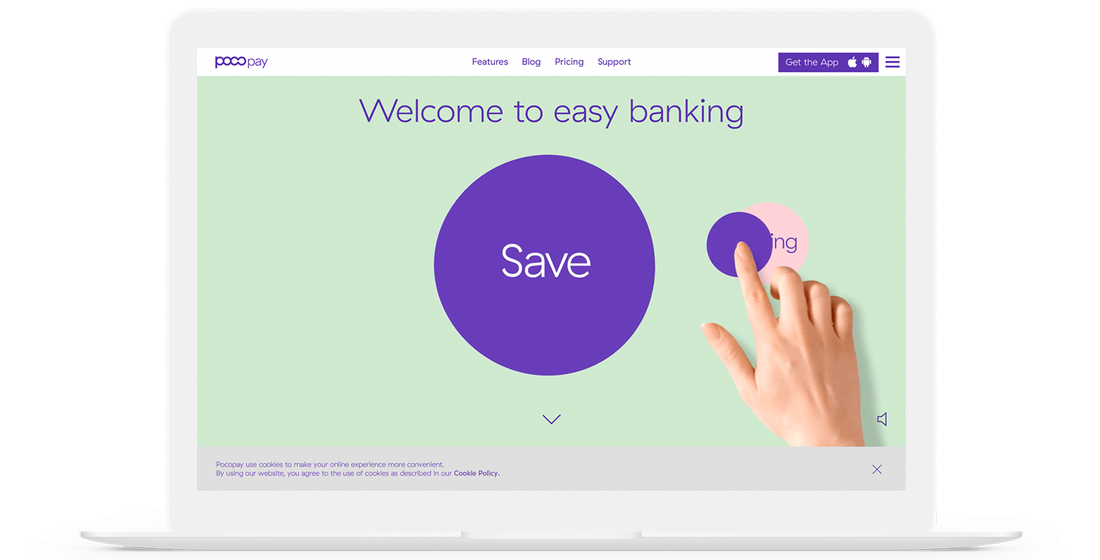 pocopay
Features Blog Pricing Support
Get the App
Welcome to easy banking
Save
ing
Pocopay use cookies to make your online experience more convenient.
By using our website, you agree to the use of cookies as described in our Cookie Policy.